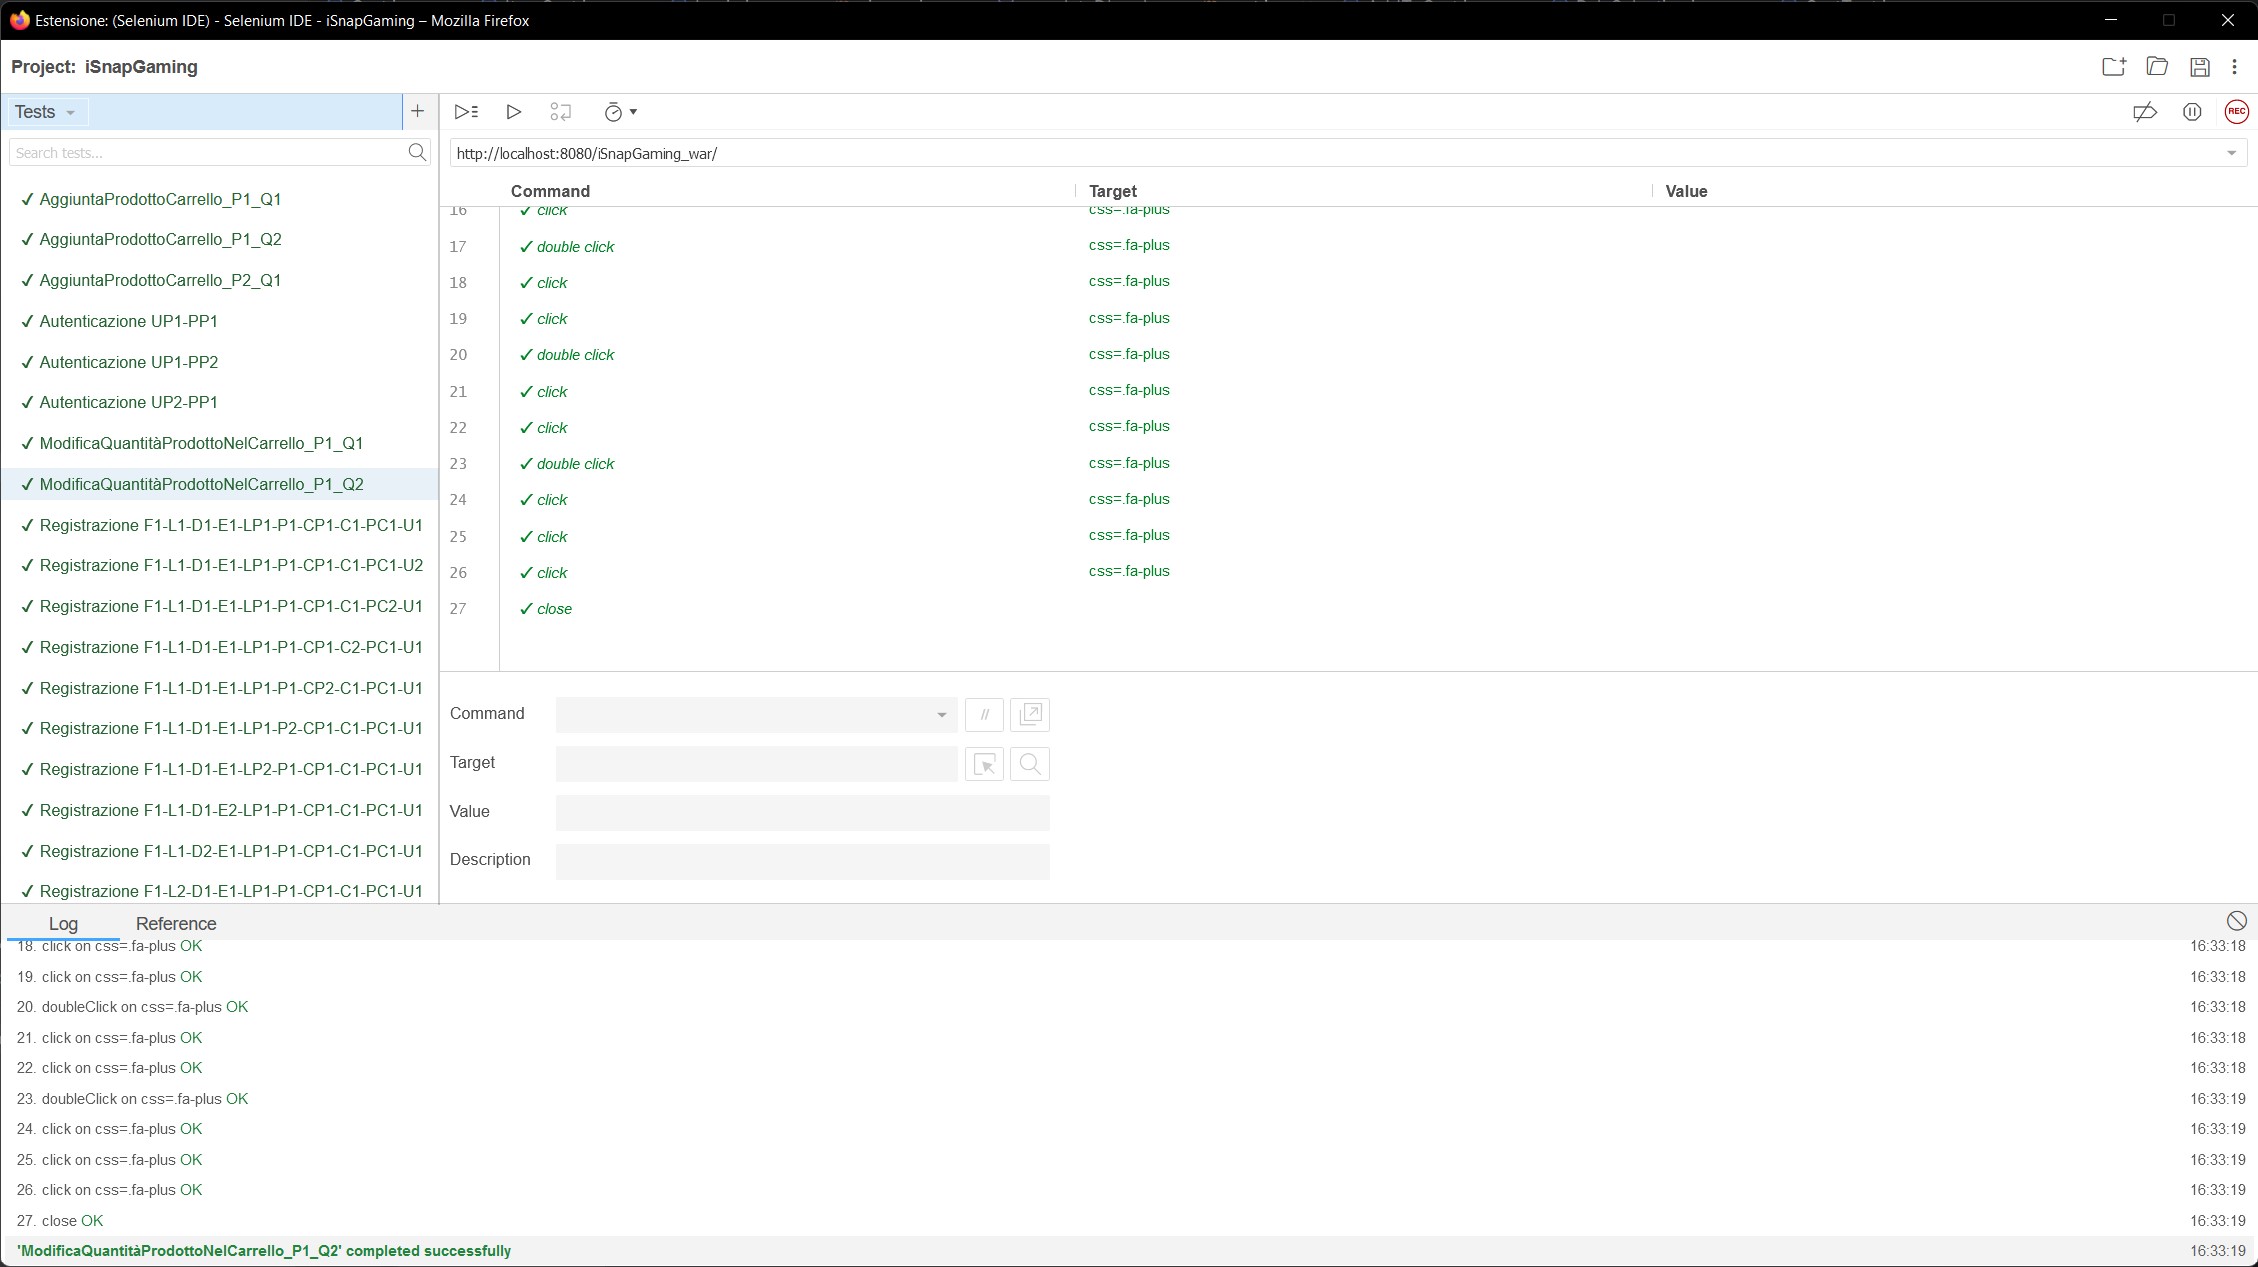 Estensione: (Selenium IDE) - Selenium IDE - iSnapGaming – Mozilla Firefox
Project: iSnapGaming
Tests
+
Search tests...
✓ AggiuntaProdottoCarrello_P1_Q1
✓ AggiuntaProdottoCarrello_P1_Q2
✓ AggiuntaProdottoCarrello_P2_Q1
✓ Autenticazione UP1-PP1
✓ Autenticazione UP1-PP2
✓ Autenticazione UP2-PP1
✓ ModificaQuantitàProdottoNelCarrello_P1_Q1
✓ ModificaQuantitàProdottoNelCarrello_P1_Q2
✓ Registrazione F1-L1-D1-E1-LP1-P1-CP1-C1-PC1-U1
✓ Registrazione F1-L1-D1-E1-LP1-P1-CP1-C1-PC1-U2
✓ Registrazione F1-L1-D1-E1-LP1-P1-CP1-C1-PC2-U1
✓ Registrazione F1-L1-D1-E1-LP1-P1-CP1-C2-PC1-U1
✓ Registrazione F1-L1-D1-E1-LP1-P1-CP2-C1-PC1-U1
✓ Registrazione F1-L1-D1-E1-LP1-P2-CP1-C1-PC1-U1
✓ Registrazione F1-L1-D1-E1-LP2-P1-CP1-C1-PC1-U1
✓ Registrazione F1-L1-D1-E2-LP1-P1-CP1-C1-PC1-U1
✓ Registrazione F1-L1-D2-E1-LP1-P1-CP1-C1-PC1-U1
✓ Registrazione F1-L2-D1-E1-LP1-P1-CP1-C1-PC1-U1
REC
http://localhost:8080/iSnapGaming_war/
Command Target Value
16 ✓ click css=.fa-plus
17 ✓ double click css=.fa-plus
18 ✓ click css=.fa-plus
19 ✓ click css=.fa-plus
20 ✓ double click css=.fa-plus
21 ✓ click css=.fa-plus
22 ✓ click css=.fa-plus
23 ✓ double click css=.fa-plus
24 ✓ click css=.fa-plus
25 ✓ click css=.fa-plus
26 ✓ click css=.fa-plus
27 ✓ close
Command //
Target
Value
Description
Log Reference
18. click on css=.fa-plus OK 16:33:18
19. click on css=.fa-plus OK 16:33:18
20. doubleClick on css=.fa-plus OK 16:33:18
21. click on css=.fa-plus OK 16:33:18
22. click on css=.fa-plus OK 16:33:18
23. doubleClick on css=.fa-plus OK 16:33:19
24. click on css=.fa-plus OK 16:33:19
25. click on css=.fa-plus OK 16:33:19
26. click on css=.fa-plus OK 16:33:19
27. close OK 16:33:19
'ModificaQuantitàProdottoNelCarrello_P1_Q2' completed successfully 16:33:19